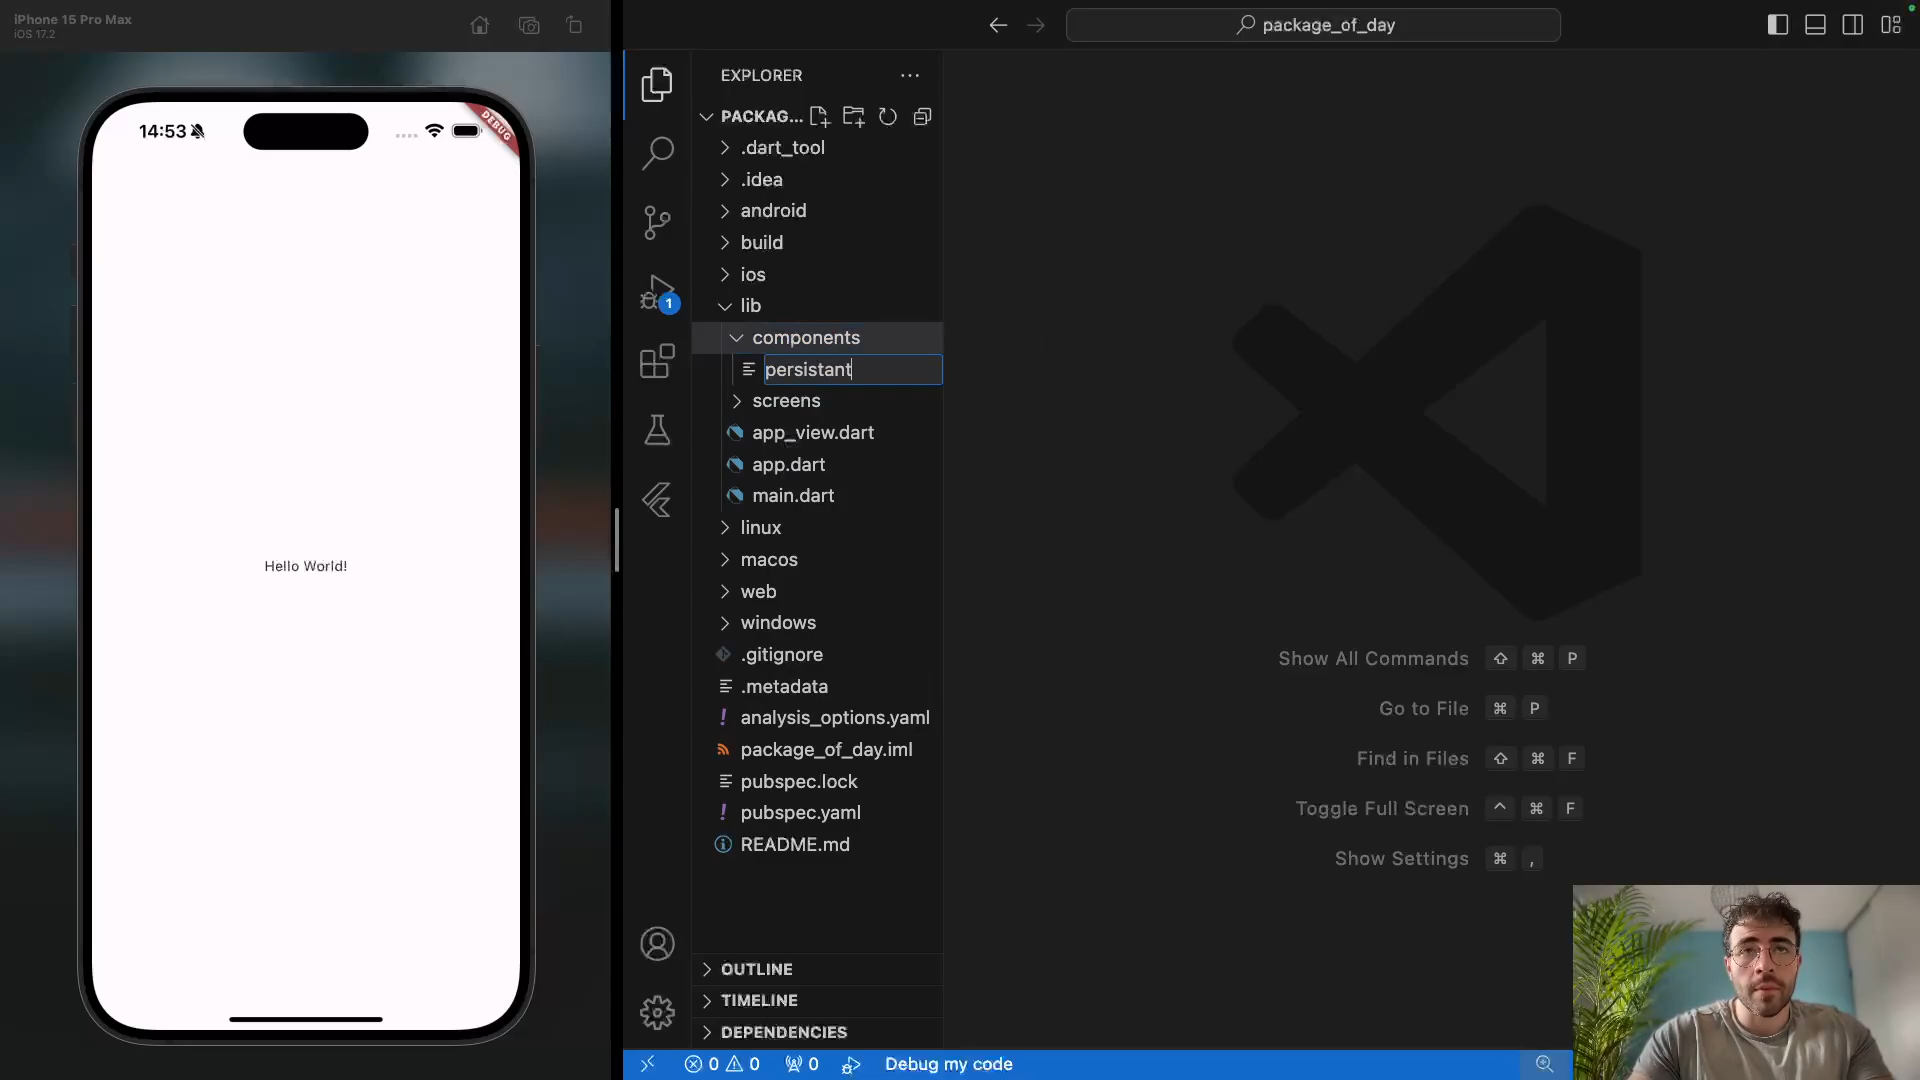 iPhone 15 Pro Max
iOS 17.2
14:53
DEBUG
Hello World!
package_of_day
EXPLORER
PACKAG...
.dart_tool
.idea
android
build
ios
lib
components
persistant
screens
app_view.dart
app.dart
main.dart
linux
macos
web
windows
.gitignore
.metadata
analysis_options.yaml
package_of_day.iml
pubspec.lock
pubspec.yaml
README.md
OUTLINE
TIMELINE
DEPENDENCIES
1
Show All Commands ⇧ ⌘ P
Go to File ⌘ P
Find in Files ⇧ ⌘ F
Toggle Full Screen ^ ⌘ F
Show Settings ⌘ ,
0 0 0 Debug my code